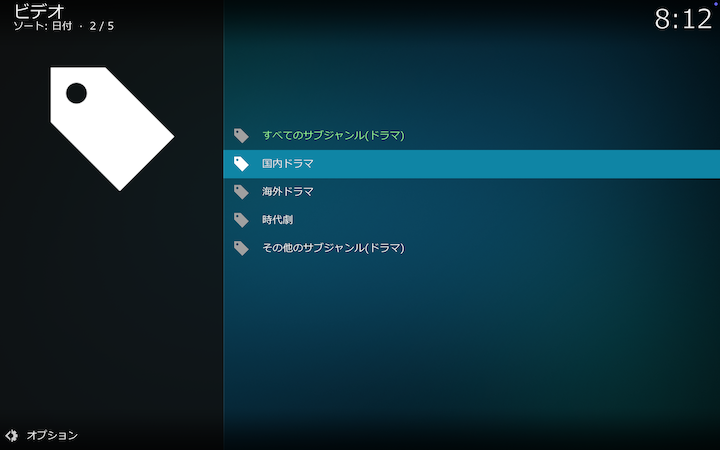 ビデオ
ソート: 日付 · 2 / 5
8:12
すべてのサブジャンル(ドラマ)
国内ドラマ
海外ドラマ
時代劇
その他のサブジャンル(ドラマ)
オプション